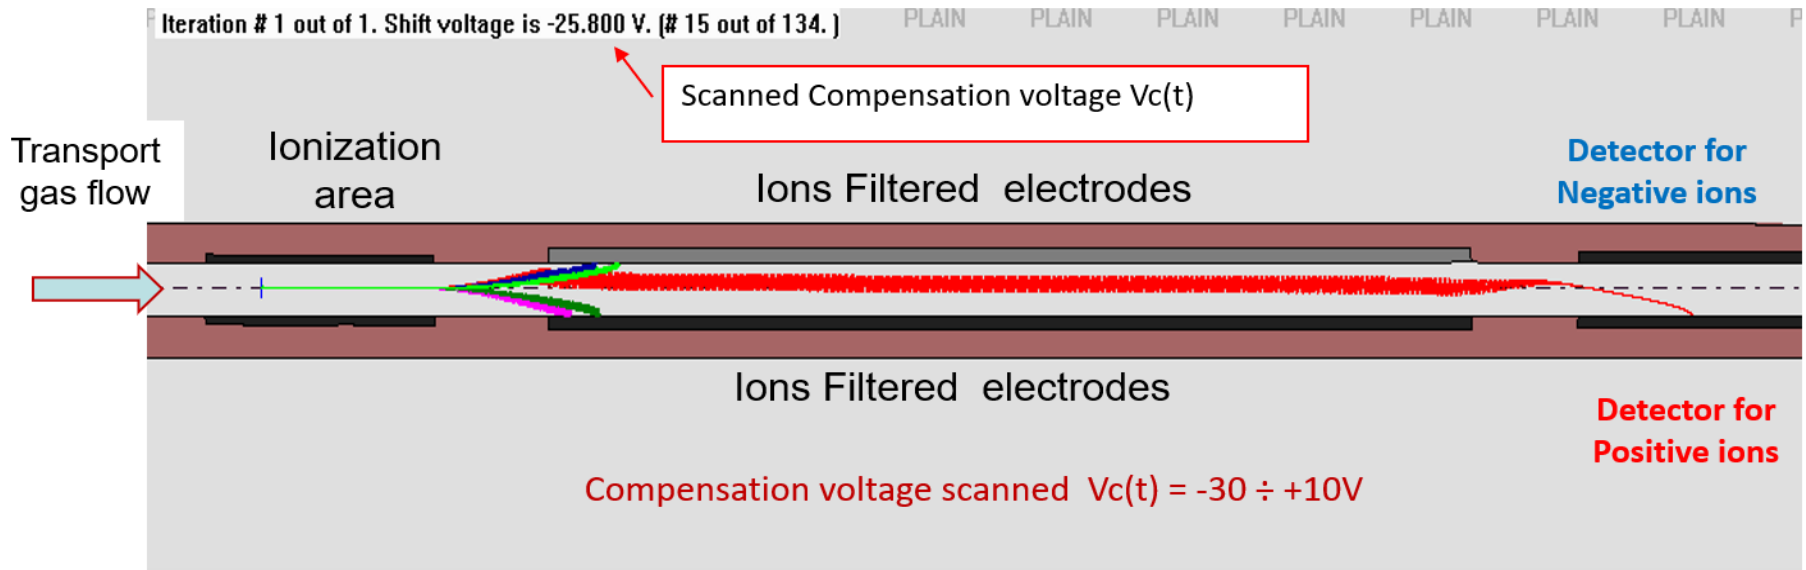 PLAIN PLAIN PLAIN PLAIN PLAIN PLAIN PLAIN
Iteration # 1 out of 1. Shift voltage is -25.800 V. (# 15 out of 134. )
Scanned Compensation voltage Vc(t)
Transport
gas flow
Ionization
area
Ions Filtered electrodes
Detector for
Negative ions
Ions Filtered electrodes
Detector for
Positive ions
Compensation voltage scanned Vc(t) = -30 ÷ +10V